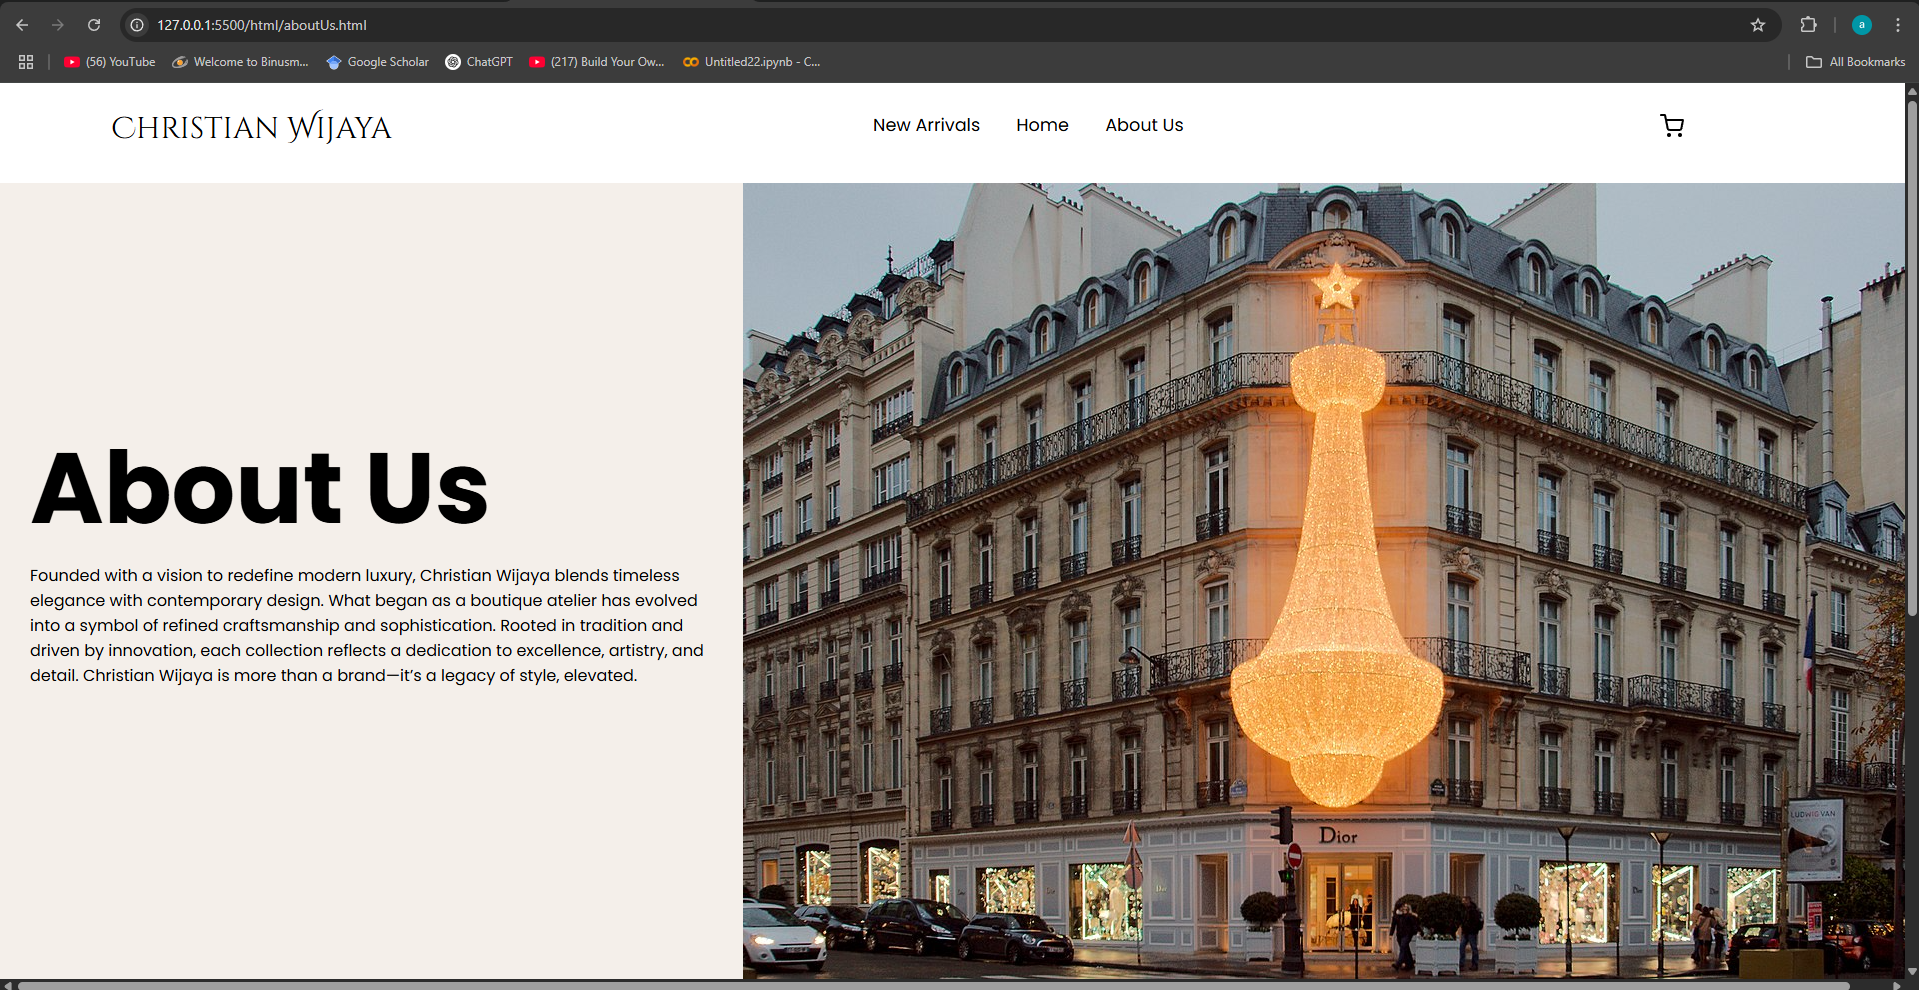 127.0.0.1:5500/html/aboutUs.html
a
(56) YouTube
Welcome to Binusm...
Google Scholar
ChatGPT
(217) Build Your Ow...
Untitled22.ipynb - C...
All Bookmarks
CHRISTIAN WIJAYA
New Arrivals
Home
About Us
About Us
Founded with a vision to redefine modern luxury, Christian Wijaya blends timeless
elegance with contemporary design. What began as a boutique atelier has evolved
into a symbol of refined craftsmanship and sophistication. Rooted in tradition and
driven by innovation, each collection reflects a dedication to excellence, artistry, and
detail. Christian Wijaya is more than a brand—it’s a legacy of style, elevated.
LUDWIG VAN
Dior
Dior
Dior
Dior